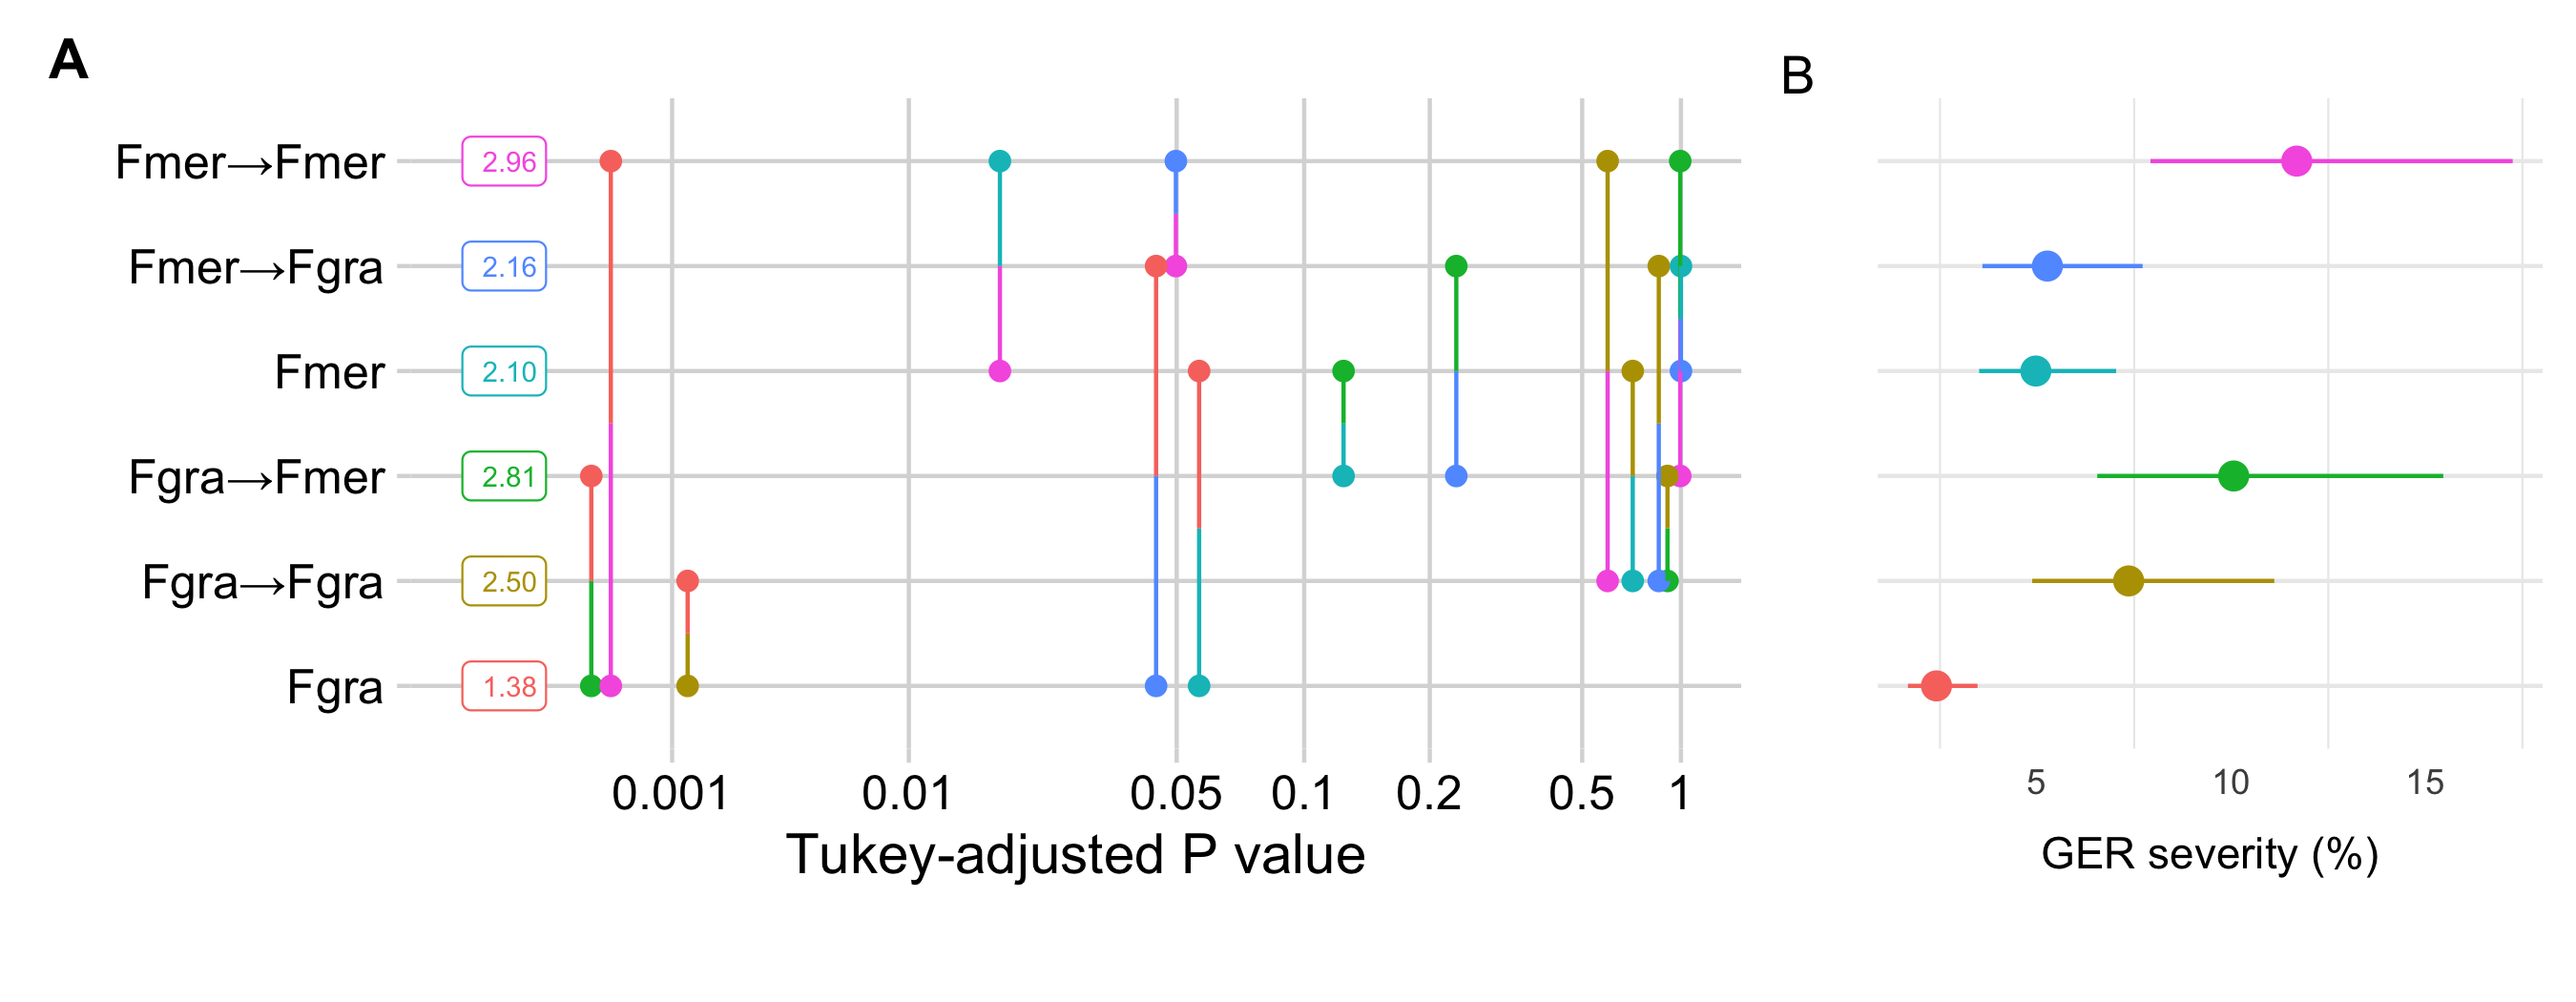 A
B
Fmer→Fmer 2.96
Fmer→Fgra 2.16
Fmer 2.10
Fgra→Fmer 2.81
Fgra→Fgra 2.50
Fgra 1.38
0.001 0.01 0.05 0.1 0.2 0.5 1
Tukey-adjusted P value
5 10 15
GER severity (%)